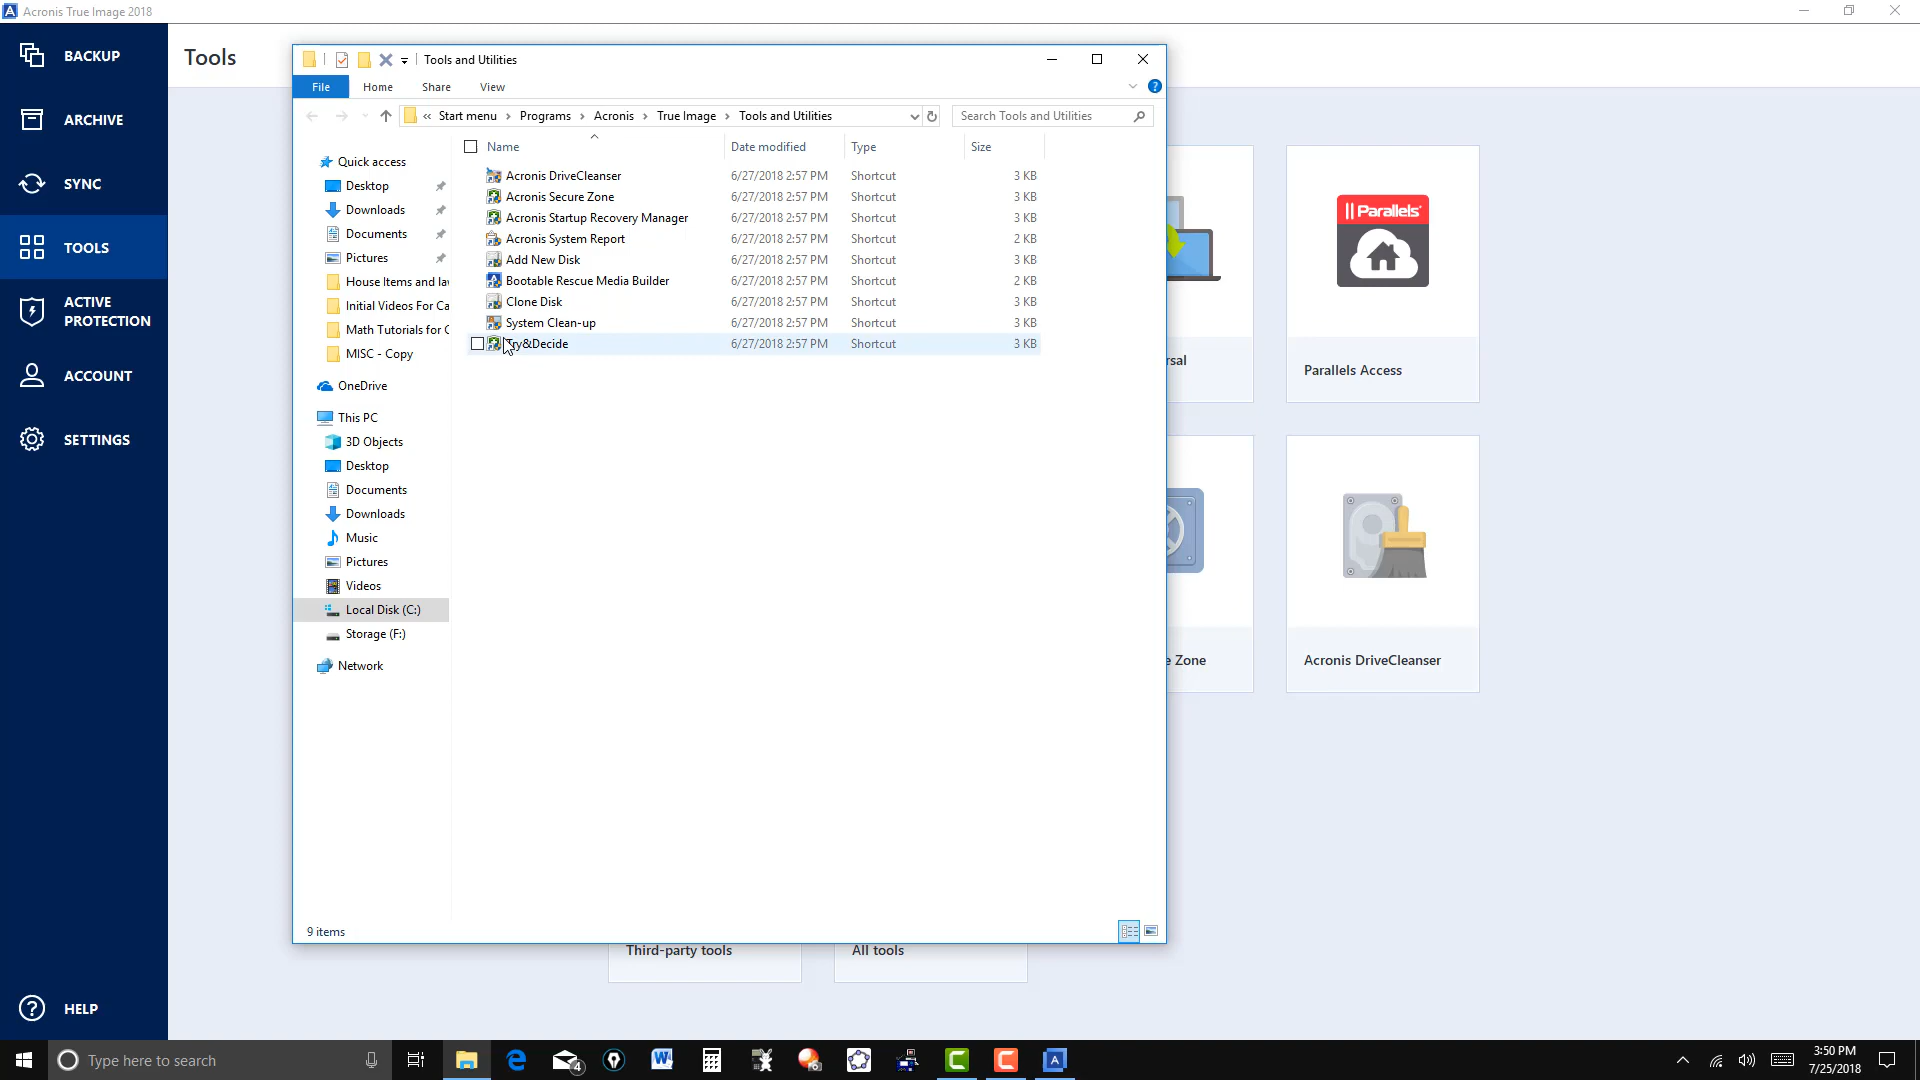 Acronis True Image 2018
BACKUP
ARCHIVE
SYNC
TOOLS
ACTIVE
PROTECTION
ACCOUNT
SETTINGS
HELP
Tools
Tools and Utilities
File
Home
Share
View
« Start menu > Programs > Acronis > True Image > Tools and Utilities
Search Tools and Utilities
Quick access
Desktop
Downloads
Documents
Pictures
House Items and la
Initial Videos For Ca
Math Tutorials for C
MISC - Copy
OneDrive
This PC
3D Objects
Desktop
Documents
Downloads
Music
Pictures
Videos
Local Disk (C:)
Storage (F:)
Network
Name Date modified Type Size
Acronis DriveCleanser 6/27/2018 2:57 PM Shortcut 3 KB
Acronis Secure Zone 6/27/2018 2:57 PM Shortcut 3 KB
Acronis Startup Recovery Manager 6/27/2018 2:57 PM Shortcut 3 KB
Acronis System Report 6/27/2018 2:57 PM Shortcut 2 KB
Add New Disk 6/27/2018 2:57 PM Shortcut 3 KB
Bootable Rescue Media Builder 6/27/2018 2:57 PM Shortcut 2 KB
Clone Disk 6/27/2018 2:57 PM Shortcut 3 KB
System Clean-up 6/27/2018 2:57 PM Shortcut 3 KB
Try&Decide 6/27/2018 2:57 PM Shortcut 3 KB
9 items
rsal
Parallels
Parallels Access
e Zone
Acronis DriveCleanser
Third-party tools
All tools
Type here to search
4
3:50 PM
7/25/2018